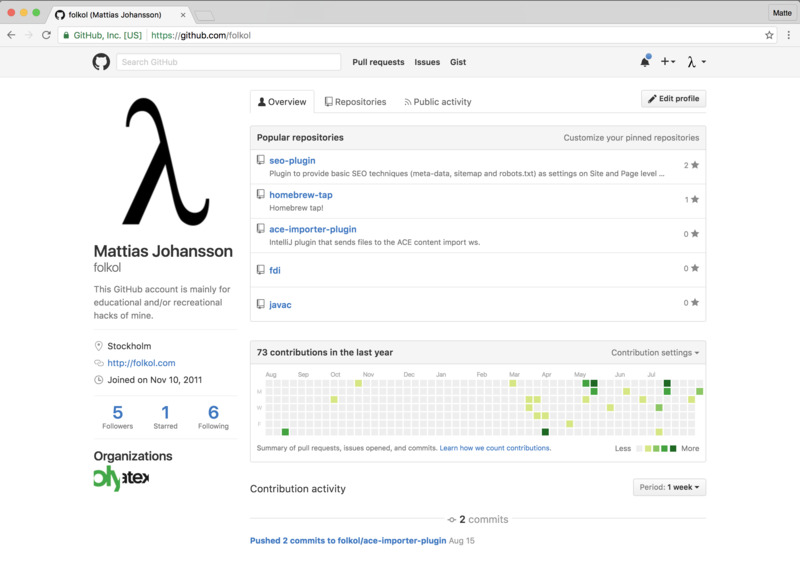 folkol (Mattias Johansson)
Matte
GitHub, Inc. [US] https://github.com/folkol
Search GitHub
Pull requests Issues Gist
λ
λ
Mattias Johansson
folkol
This GitHub account is mainly for
educational and/or recreational
hacks of mine.
Stockholm
http://folkol.com
Joined on Nov 10, 2011
5 1 6
Followers Starred Following
Organizations
olyatex
Overview Repositories Public activity
Edit profile
Popular repositories Customize your pinned repositories
seo-plugin
Plugin to provide basic SEO techniques (meta-data, sitemap and robots.txt) as settings on Site and Page level ...
2
homebrew-tap
Homebrew tap!
1
ace-importer-plugin
IntelliJ plugin that sends files to the ACE content import ws.
0
fdi
0
javac
0
73 contributions in the last year Contribution settings
Aug Sep Oct Nov Dec Jan Feb Mar Apr May Jun Jul
M
W
F
Summary of pull requests, issues opened, and commits. Learn how we count contributions.
Less More
Contribution activity Period: 1 week
2 commits
Pushed 2 commits to folkol/ace-importer-plugin Aug 15